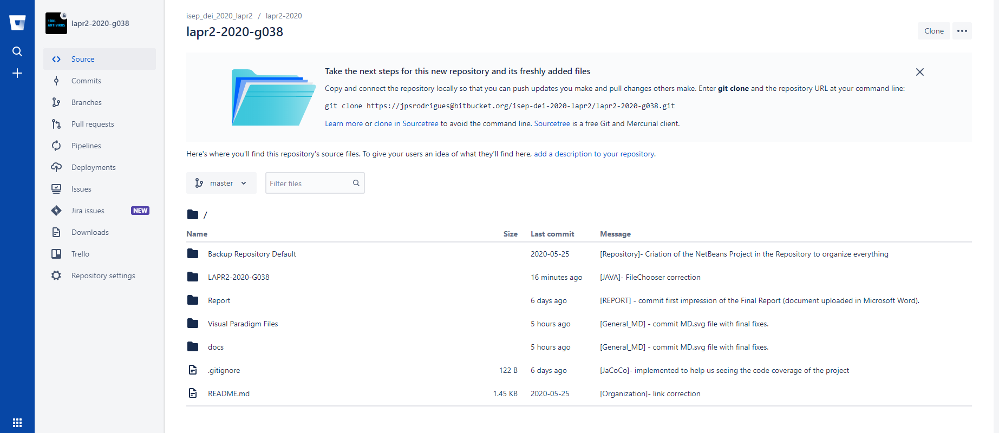 1DKL
ANTIVIRUS
lapr2-2020-g038
Source
Commits
Branches
Pull requests
Pipelines
Deployments
Issues
Jira issues NEW
Downloads
Trello
Repository settings
isep_dei_2020_lapr2 / lapr2-2020
lapr2-2020-g038
Clone
Take the next steps for this new repository and its freshly added files
Copy and connect the repository locally so that you can push updates you make and pull changes others make. Enter git clone and the repository URL at your command line:
git clone https://jpsrodrigues@bitbucket.org/isep-dei-2020-lapr2/lapr2-2020-g038.git
Learn more or clone in Sourcetree to avoid the command line. Sourcetree is a free Git and Mercurial client.
Here's where you'll find this repository's source files. To give your users an idea of what they'll find here, add a description to your repository.
master
Filter files
/
Name Size Last commit Message
Backup Repository Default 2020-05-25 [Repository]- Criation of the NetBeans Project in the Repository to organize everything
LAPR2-2020-G038 16 minutes ago [JAVA]- FileChooser correction
Report 6 days ago [REPORT] - commit first impression of the Final Report (document uploaded in Microsoft Word).
Visual Paradigm Files 5 hours ago [General_MD] - commit MD.svg file with final fixes.
docs 5 hours ago [General_MD] - commit MD.svg file with final fixes.
.gitignore 122 B 6 days ago [JaCoCo]- implemented to help us seeing the code coverage of the project
README.md 1.45 KB 2020-05-25 [Organization]- link correction